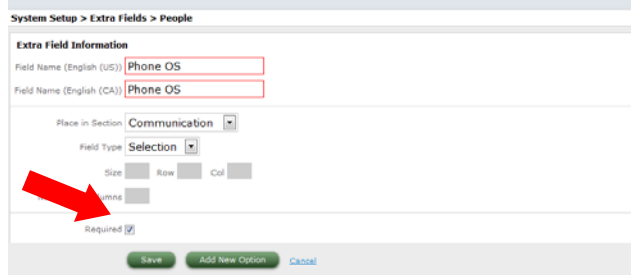 System Setup > Extra Fields > People
Extra Field Information
Field Name (English (US)) Phone OS
Field Name (English (CA)) Phone OS
Place in Section Communication
Field Type Selection
Size Row Col
Required
Save Add New Option Cancel